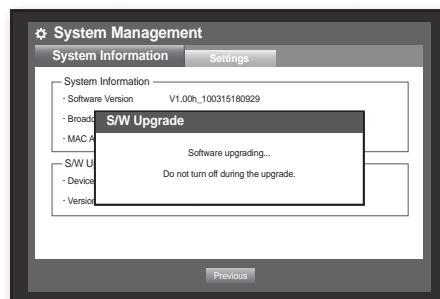 System Management
System Information
Settings
System Information
· Software Version V1.00h_100315180929
· Broadc
· MAC A
S/W Upgrade
Software upgrading...
Do not turn off during the upgrade.
S/W U
· Device
· Version
Previous